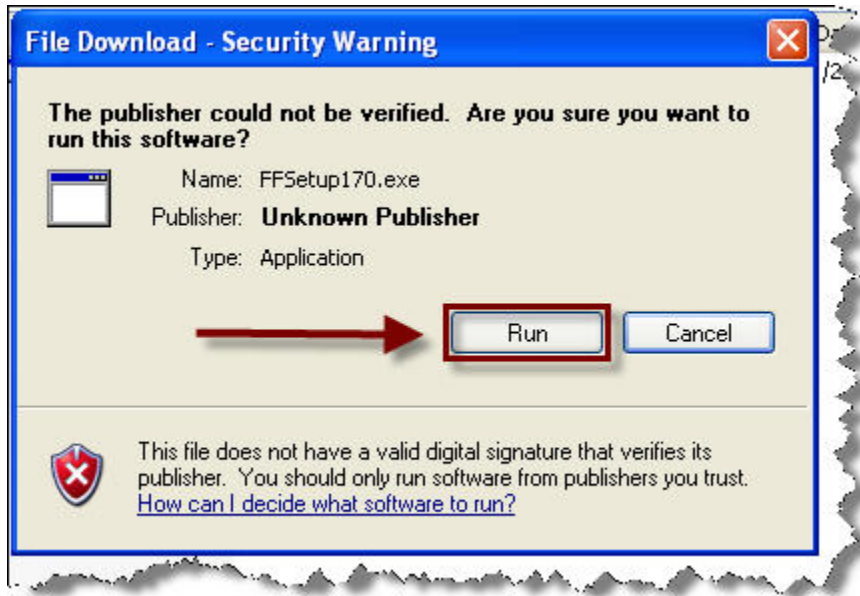 File Download - Security Warning
The publisher could not be verified. Are you sure you want to
run this software?
Name: FFSetup170.exe
Publisher: Unknown Publisher
Type: Application
Run Cancel
This file does not have a valid digital signature that verifies its
publisher. You should only run software from publishers you trust.
How can I decide what software to run?
/2